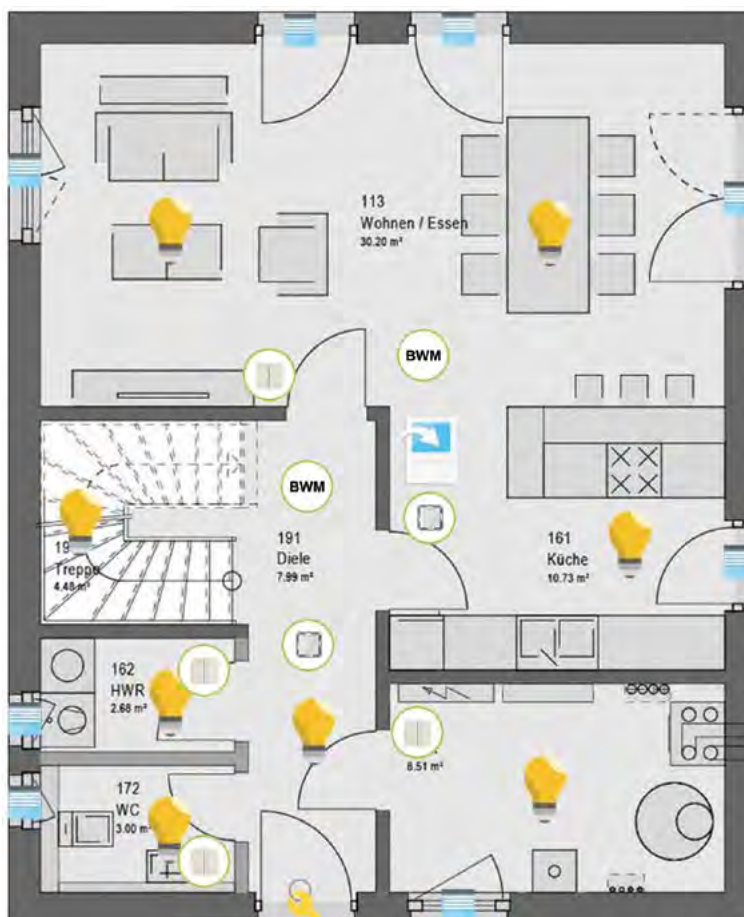 113
Wohnen / Essen
30.20 m²
BWM
BWM
19
Treppe
4.48 m²
191
Diele
7.99 m²
161
Küche
10.73 m²
162
HWR
2.68 m²
172
WC
3.00 m²
8.51 m²